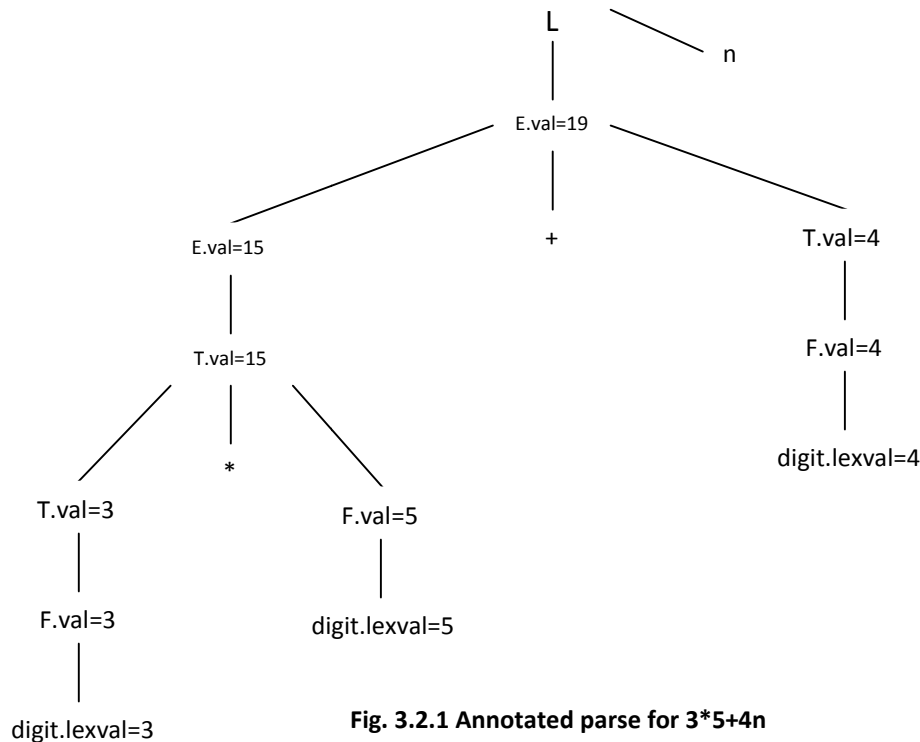 L
n
E.val=19
E.val=15
+
T.val=4
T.val=15
F.val=4
*
digit.lexval=4
T.val=3
F.val=5
F.val=3
digit.lexval=5
digit.lexval=3
Fig. 3.2.1 Annotated parse for 3*5+4n